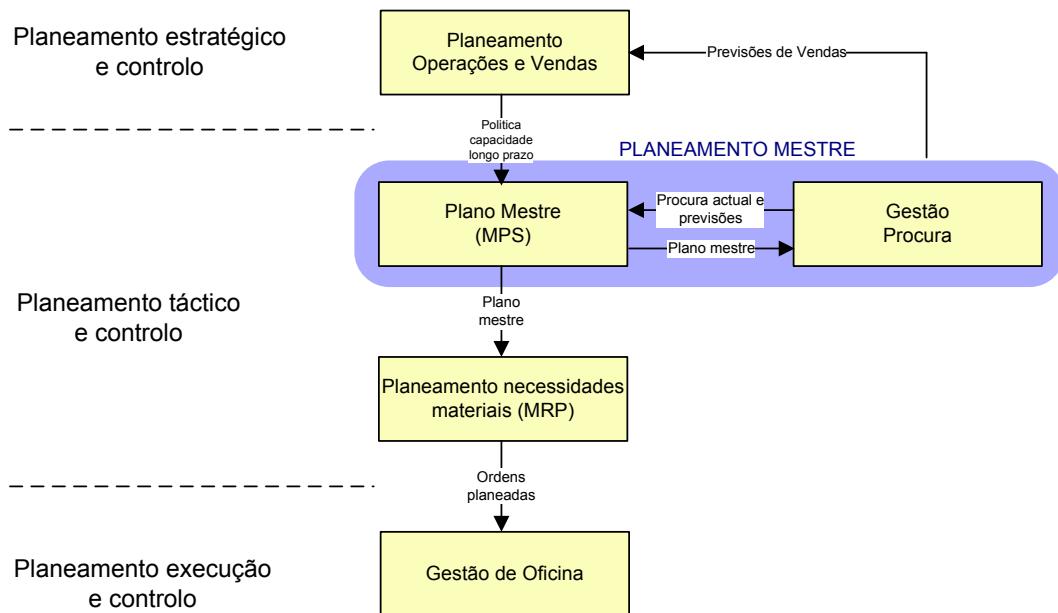 Planeamento estratégico
e controlo
Planeamento
Operações e Vendas
Previsões de Vendas
Politica
capacidade
longo prazo
PLANEAMENTO MESTRE
Plano Mestre
(MPS)
Procura actual e
previsões
Plano mestre
Gestão
Procura
Planeamento táctico
e controlo
Plano
mestre
Planeamento necessidades
materiais (MRP)
Ordens
planeadas
Planeamento execução
e controlo
Gestão de Oficina